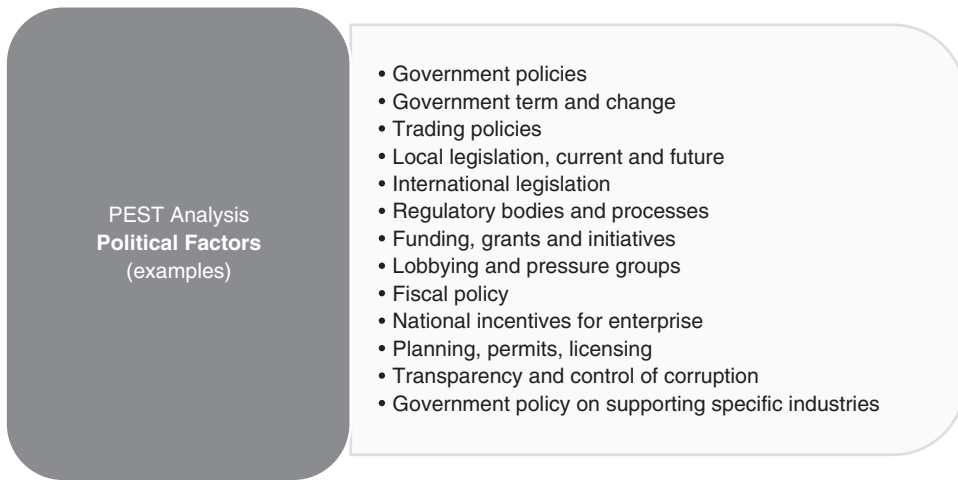 PEST Analysis
Political Factors
(examples)
• Government policies
• Government term and change
• Trading policies
• Local legislation, current and future
• International legislation
• Regulatory bodies and processes
• Funding, grants and initiatives
• Lobbying and pressure groups
• Fiscal policy
• National incentives for enterprise
• Planning, permits, licensing
• Transparency and control of corruption
• Government policy on supporting specific industries